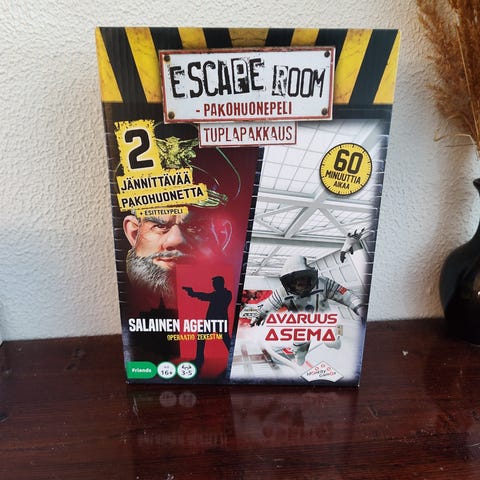 ESCAPE ROOM
- PAKOHUONEPELI
TUPLAPAKKAUS
2
JÄNNITTÄVÄÄ
PAKOHUONETTA
+ ESITTELYPELI
60
MINUUTTIA
AIKAA
SALAINEN AGENTTI
OPERAATIO ZEKESTAN
AVARUUS
ASEMA
Friends
16+
3-5